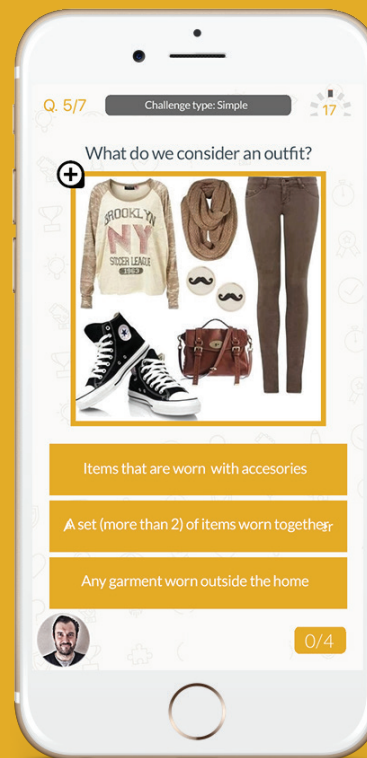 Q. 5/7
Challenge type: Simple
17
What do we consider an outfit?
BROOKLYN
NY
SOCCER LEAGUE
1963
Items that are worn with accesories
A set (more than 2) of items worn together
Any garment worn outside the home
0/4